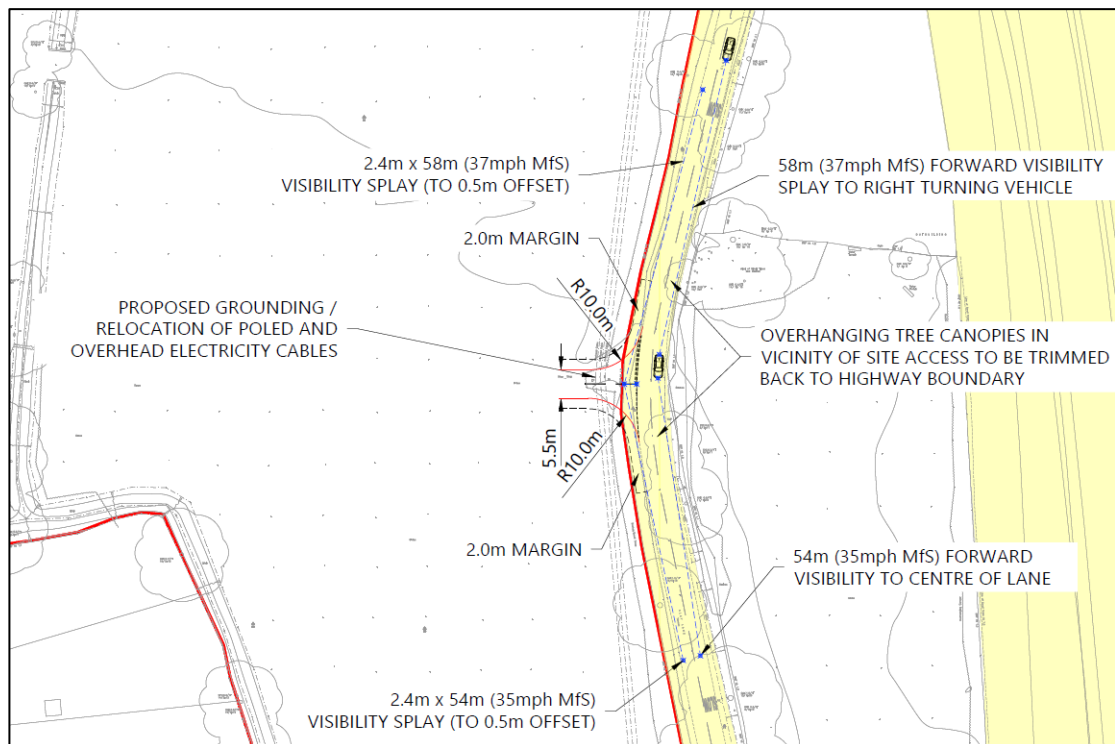 2.4m x 58m (37mph MfS)
VISIBILITY SPLAY (TO 0.5m OFFSET)
58m (37mph MfS) FORWARD VISIBILITY
SPLAY TO RIGHT TURNING VEHICLE
2.0m MARGIN
R10.0m
PROPOSED GROUNDING /
RELOCATION OF POLED AND
OVERHEAD ELECTRICITY CABLES
OVERHANGING TREE CANOPIES IN
VICINITY OF SITE ACCESS TO BE TRIMMED
BACK TO HIGHWAY BOUNDARY
5.5m
R10.0m
2.0m MARGIN
54m (35mph MfS) FORWARD
VISIBILITY TO CENTRE OF LANE
2.4m x 54m (35mph MfS)
VISIBILITY SPLAY (TO 0.5m OFFSET)